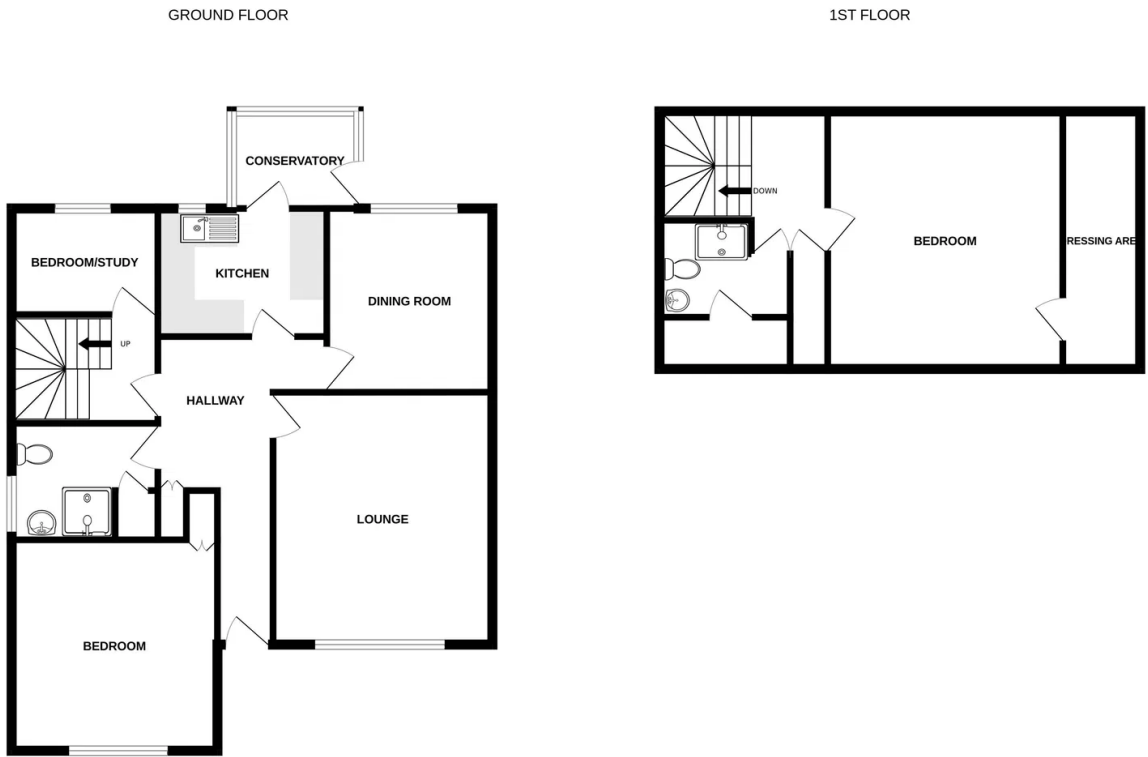 GROUND FLOOR
1ST FLOOR
CONSERVATORY
BEDROOM/STUDY
KITCHEN
DINING ROOM
UP
HALLWAY
LOUNGE
BEDROOM
DOWN
BEDROOM
RESSING ARE